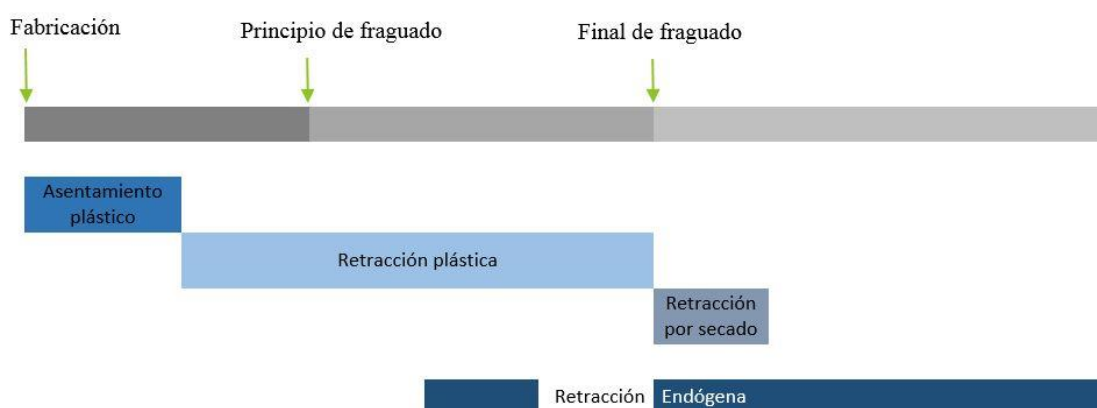 Fabricación
Principio de fraguado
Final de fraguado
Asentamiento
plástico
Retracción plástica
Retracción
por secado
Retracción Endógena